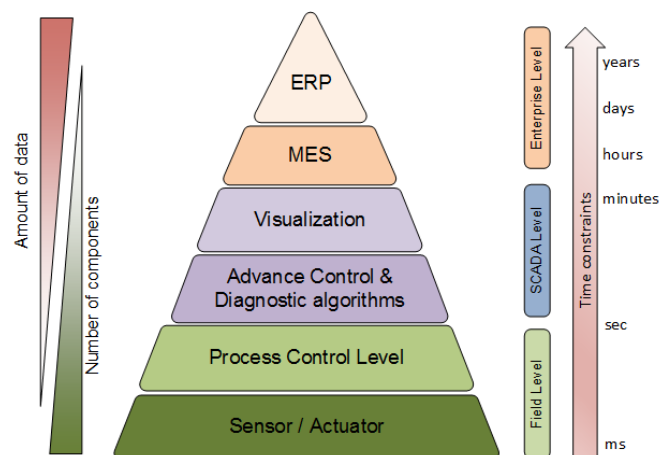 ERP
MES
Visualization
Advance Control &
Diagnostic algorithms
Process Control Level
Sensor / Actuator
Amount of data
Number of components
Enterprise Level
SCADA Level
Field Level
Time constraints
years
days
hours
minutes
sec
ms